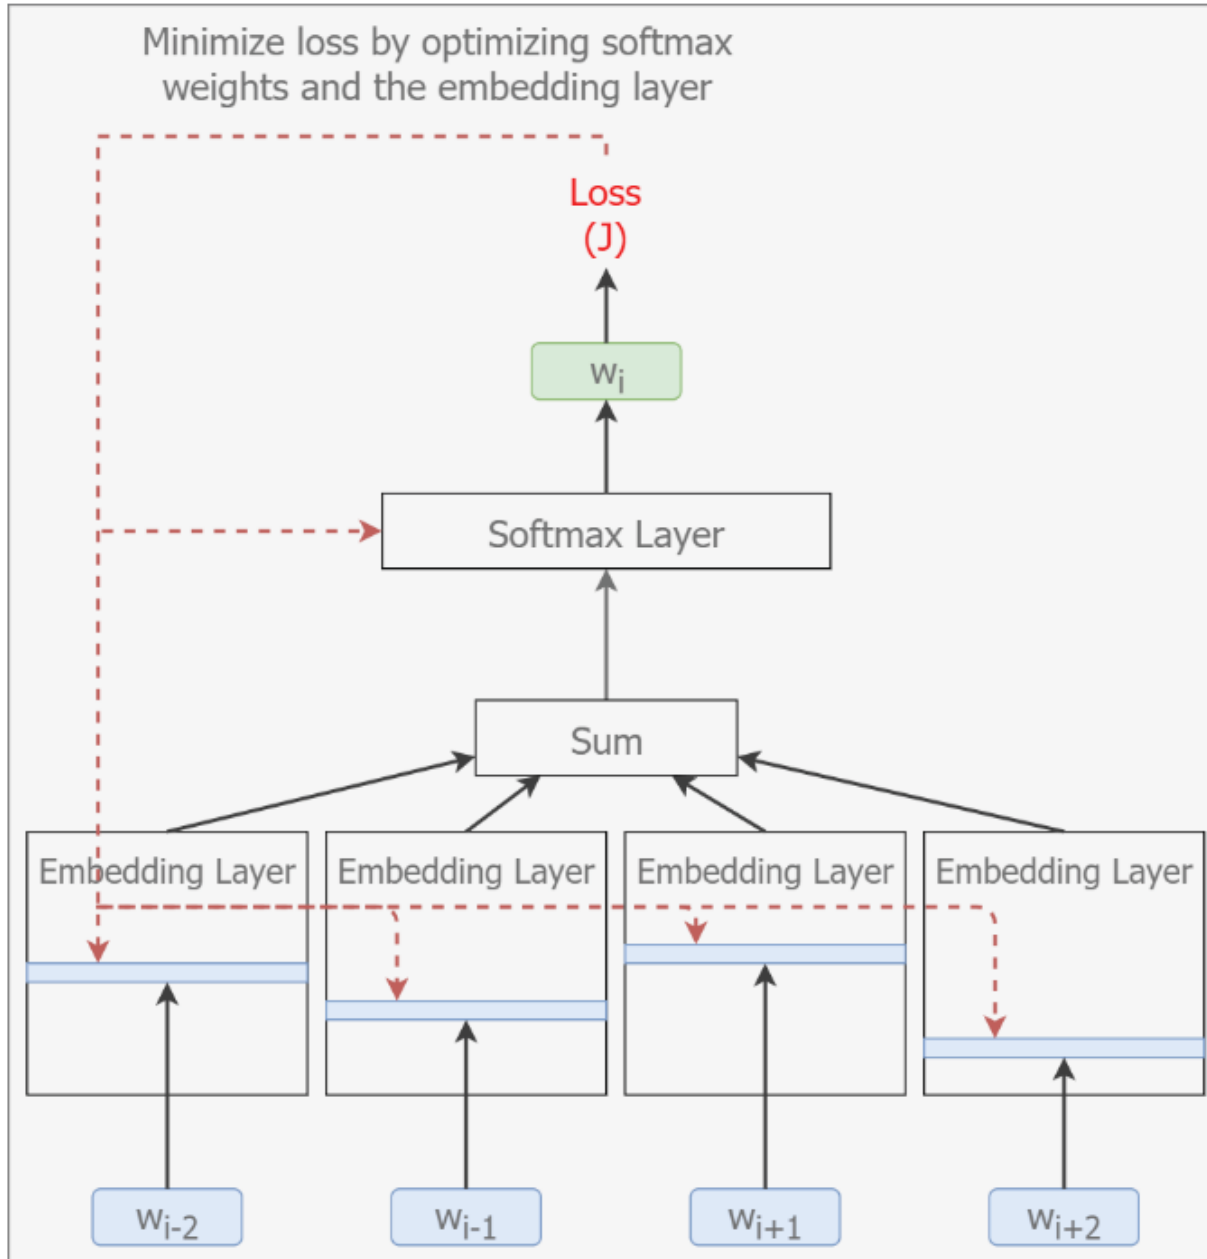 Minimize loss by optimizing softmax
weights and the embedding layer
Loss
(J)
wᵢ
Softmax Layer
Sum
Embedding Layer Embedding Layer Embedding Layer Embedding Layer
wᵢ₋₂ wᵢ₋₁ wᵢ₊₁ wᵢ₊₂